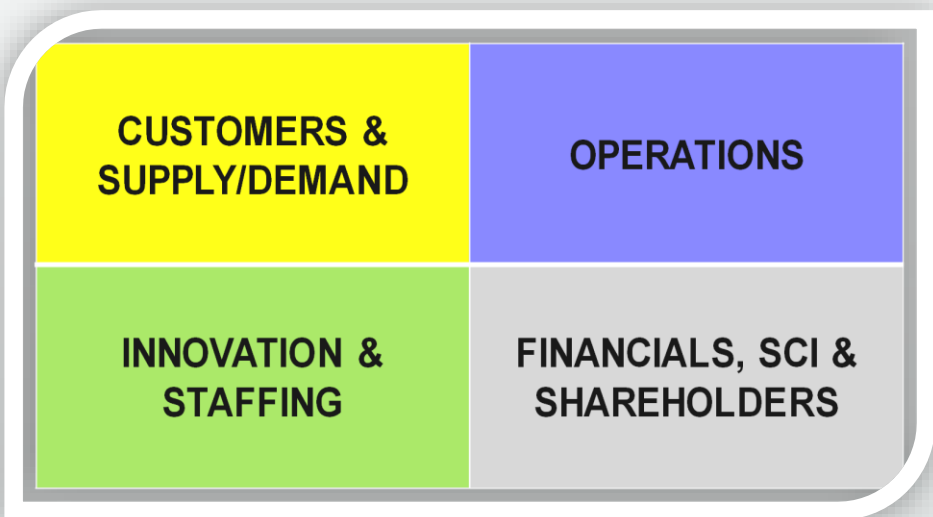 CUSTOMERS &
SUPPLY/DEMAND
OPERATIONS
INNOVATION &
STAFFING
FINANCIALS, SCI &
SHAREHOLDERS